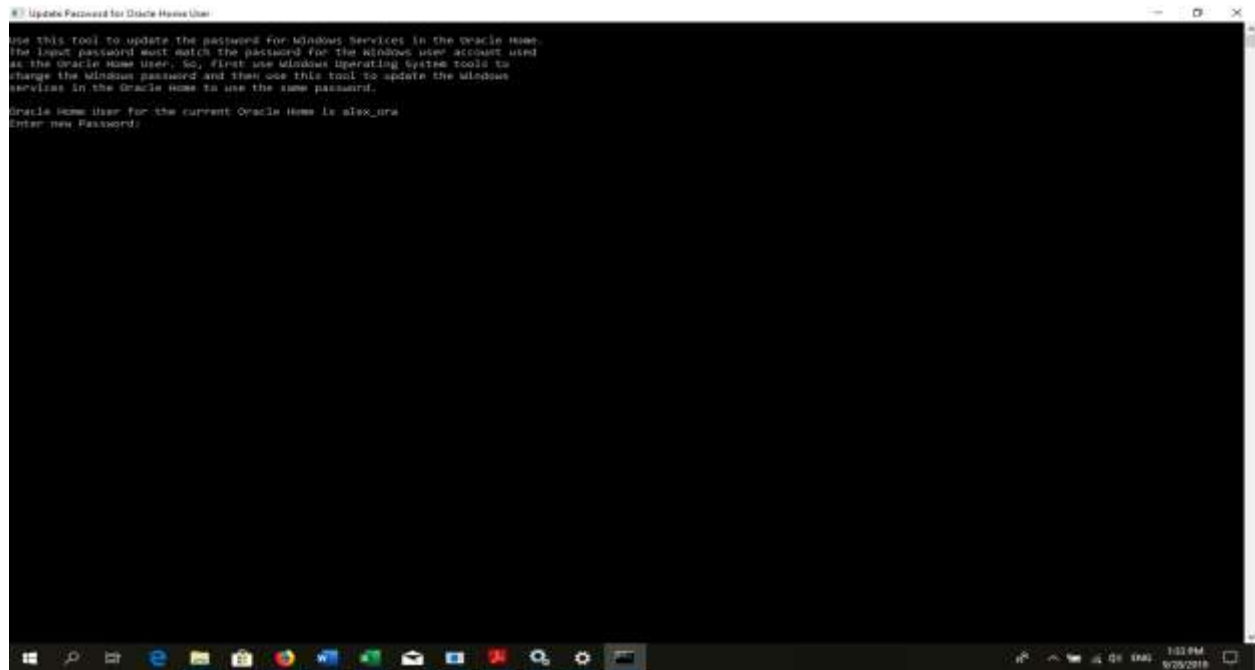 Update Password for Oracle Home User
Use this tool to update the password for Windows Services in the Oracle Home.
The input password must match the password for the Windows user account used
as the Oracle Home User. So, first use Windows Operating System tools to
change the Windows password and then use this tool to update the Windows
services in the Oracle Home to use the same password.
Oracle Home User for the current Oracle Home is alex_ora
Enter new Password:
ENG
1:03 PM